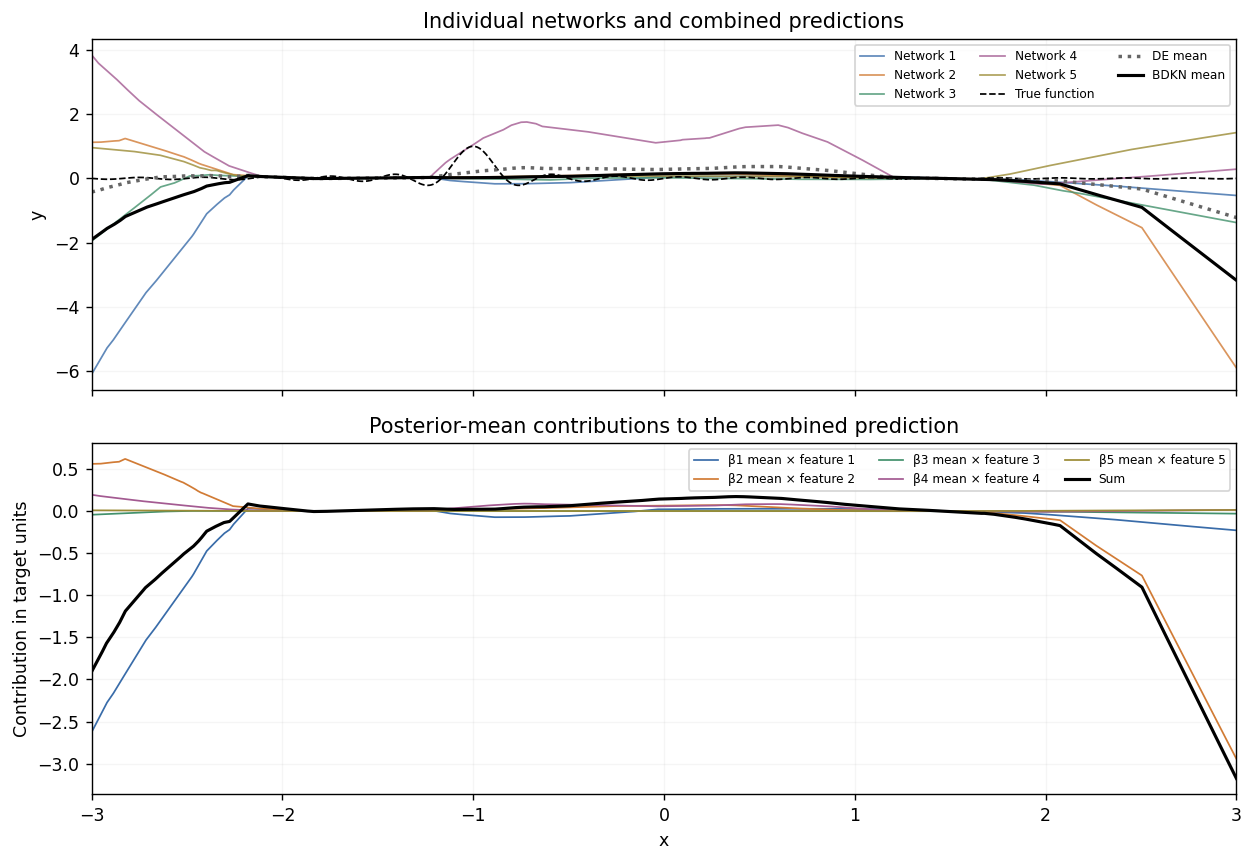 Individual networks and combined predictions
4
2
0
−2
−4
−6
y
Network 1
Network 2
Network 3
Network 4
Network 5
True function
DE mean
BDKN mean
Posterior-mean contributions to the combined prediction
0.5
0.0
−0.5
−1.0
−1.5
−2.0
−2.5
−3.0
Contribution in target units
β1 mean × feature 1
β2 mean × feature 2
β3 mean × feature 3
β4 mean × feature 4
β5 mean × feature 5
Sum
−3 −2 −1 0 1 2 3
x